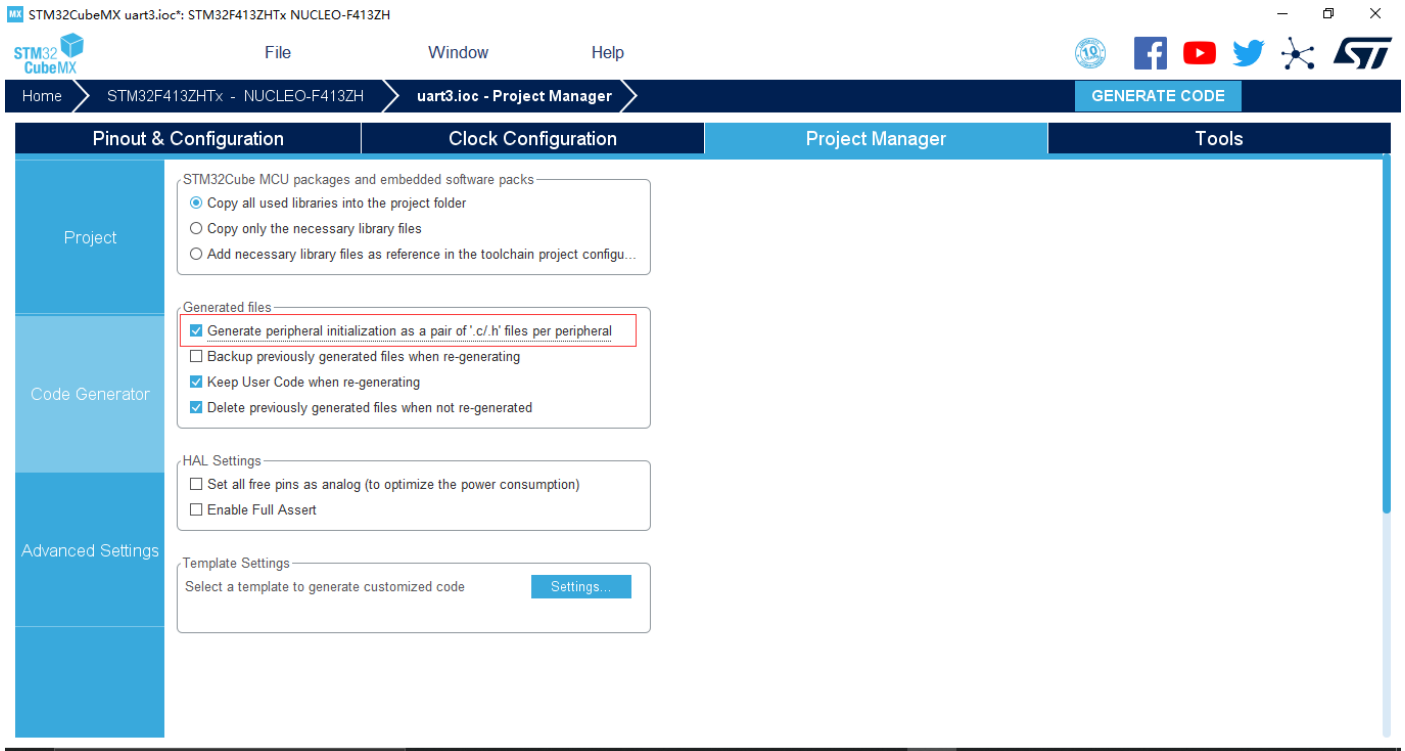 MX STM32CubeMX uart3.ioc*: STM32F413ZHTx NUCLEO-F413ZH
STM32
CubeMX
File Window Help
10
ST
Home STM32F413ZHTx - NUCLEO-F413ZH uart3.ioc - Project Manager GENERATE CODE
Pinout & Configuration Clock Configuration Project Manager Tools
Project
Code Generator
Advanced Settings
STM32Cube MCU packages and embedded software packs
Copy all used libraries into the project folder
Copy only the necessary library files
Add necessary library files as reference in the toolchain project configu...
Generated files
Generate peripheral initialization as a pair of '.c/.h' files per peripheral
Backup previously generated files when re-generating
Keep User Code when re-generating
Delete previously generated files when not re-generated
HAL Settings
Set all free pins as analog (to optimize the power consumption)
Enable Full Assert
Template Settings
Select a template to generate customized code Settings...